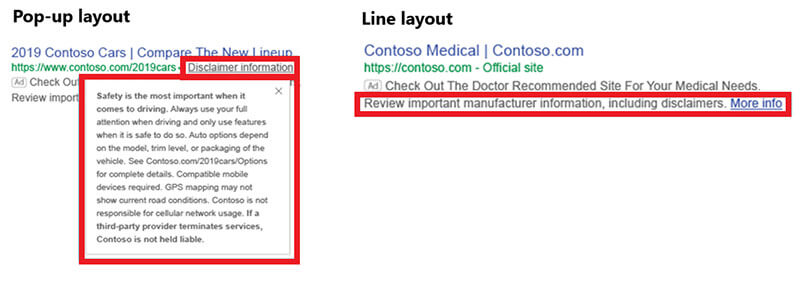 Pop-up layout
2019 Contoso Cars | Compare The New Lineup
https://www.contoso.com/2019cars - Disclaimer information
Ad Check Out
Review import
Safety is the most important when it
comes to driving. Always use your full
attention when driving and only use features
when it is safe to do so. Auto options depend
on the model, trim level, or packaging of the
vehicle. See Contoso.com/2019cars/Options
for complete details. Compatible mobile
devices required. GPS mapping may not
show current road conditions. Contoso is not
responsible for cellular network usage. If a
third-party provider terminates services,
Contoso is not held liable.
Line layout
Contoso Medical | Contoso.com
https://contoso.com - Official site
Ad Check Out The Doctor Recommended Site For Your Medical Needs.
Review important manufacturer information, including disclaimers. More info